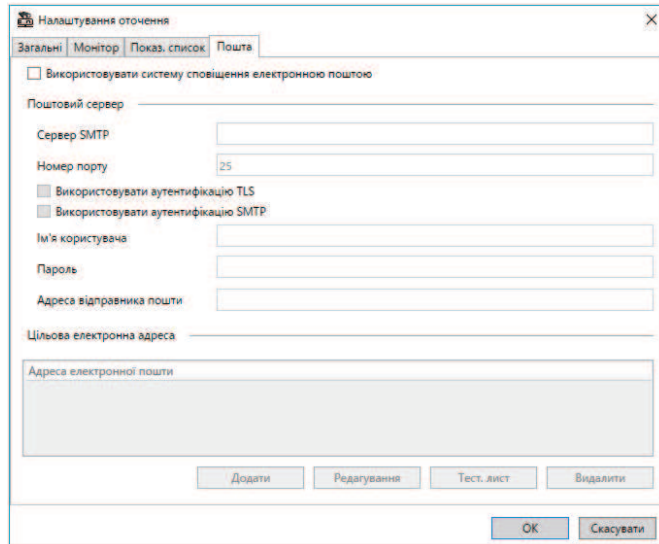 Налаштування оточення
Загальні Монітор Показ. список Пошта
Використовувати систему сповіщення електронною поштою
Поштовий сервер
Сервер SMTP
Номер порту 25
Використовувати аутентифікацію TLS
Використовувати аутентифікацію SMTP
Ім'я користувача
Пароль
Адреса відправника пошти
Цільова електронна адреса
Адреса електронної пошти
Додати Редагування Тест. лист Видалити
ОК Скасувати